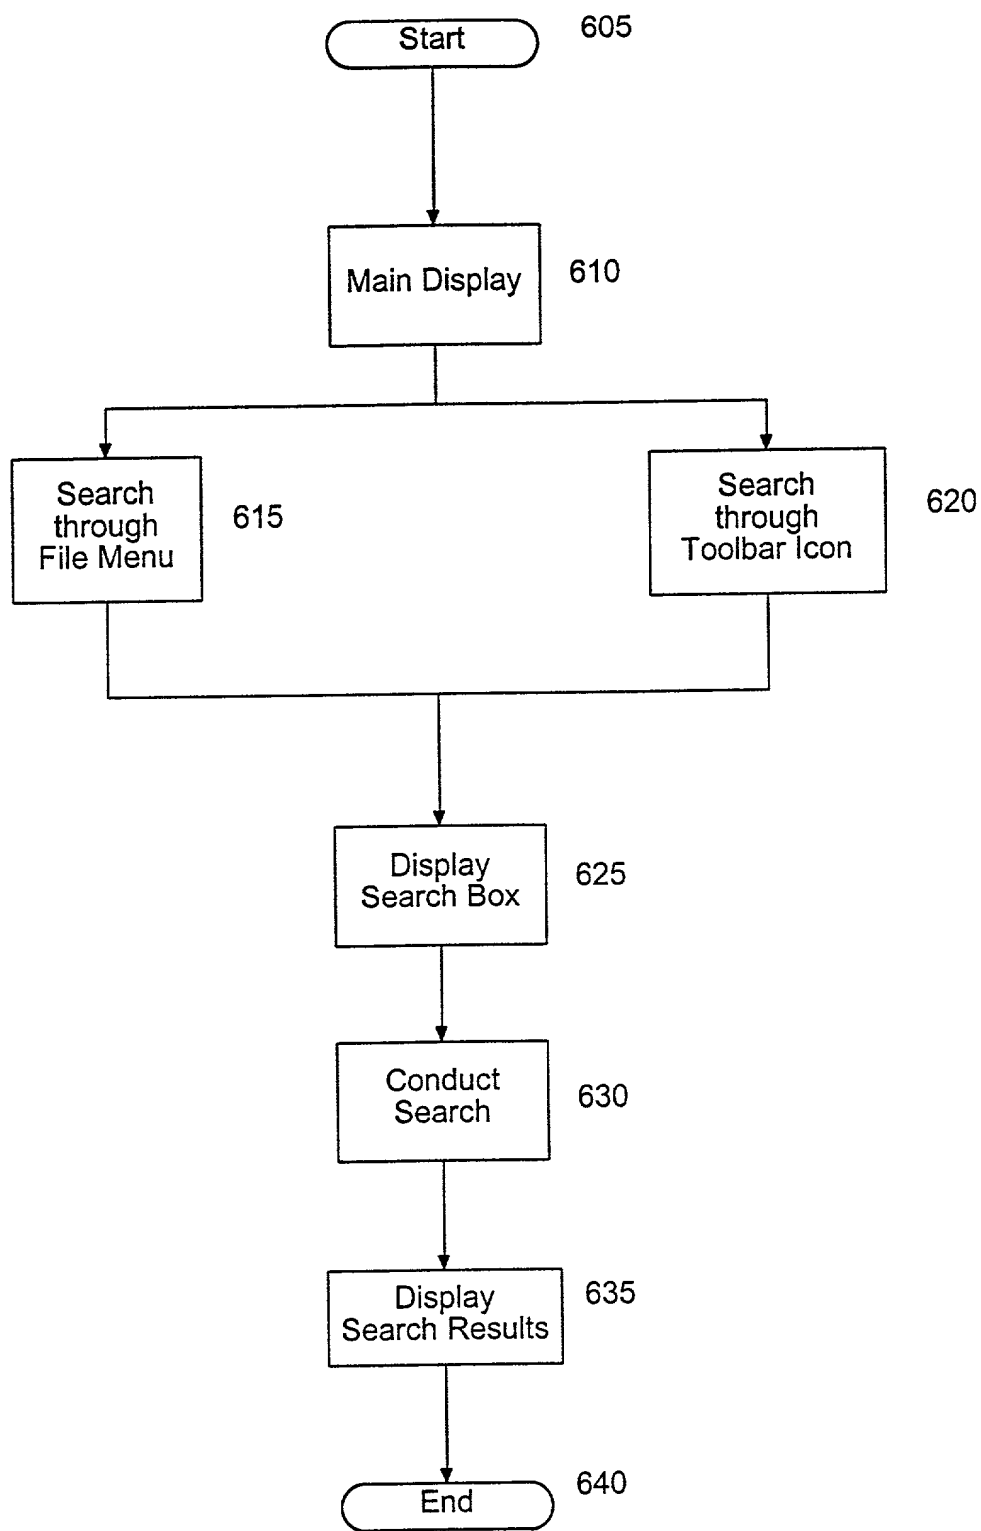 Start
605
Main Display
610
Search
through
File Menu
615
Search
through
Toolbar Icon
620
Display
Search Box
625
Conduct
Search
630
Display
Search Results
635
End
640